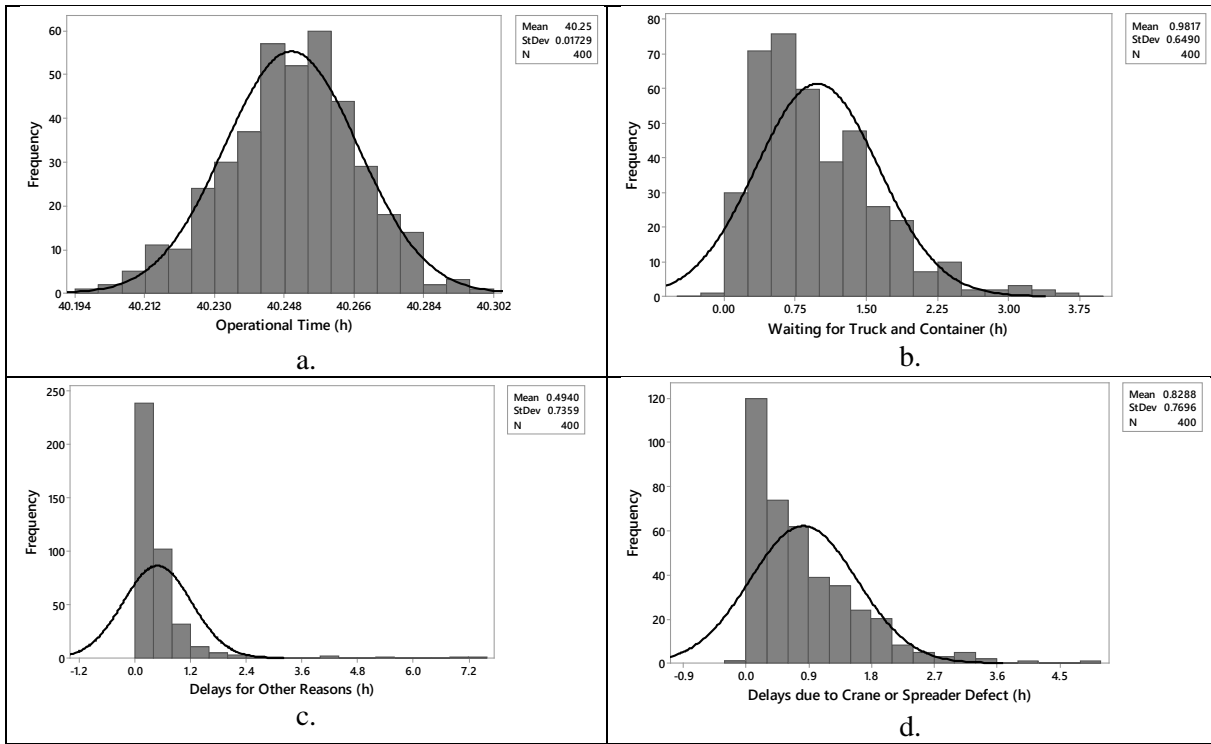 Mean 40.25
StDev 0.01729
N 400
60
50
40
30
20
10
0
Frequency
40.194 40.212 40.230 40.248 40.266 40.284 40.302
Operational Time (h)
a.
Mean 0.9817
StDev 0.6490
N 400
80
70
60
50
40
30
20
10
0
Frequency
0.00 0.75 1.50 2.25 3.00 3.75
Waiting for Truck and Container (h)
b.
Mean 0.4940
StDev 0.7359
N 400
250
200
150
100
50
0
Frequency
-1.2 0.0 1.2 2.4 3.6 4.8 6.0 7.2
Delays for Other Reasons (h)
c.
Mean 0.8288
StDev 0.7696
N 400
120
100
80
60
40
20
0
Frequency
-0.9 0.0 0.9 1.8 2.7 3.6 4.5
Delays due to Crane or Spreader Defect (h)
d.